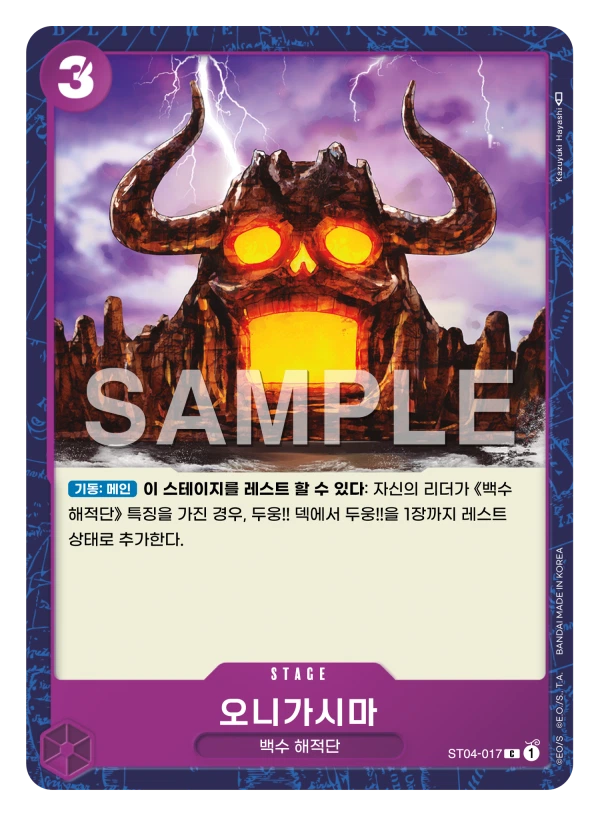 3
Kazuyuki Hayashi
SAMPLE
기동: 메인 이 스테이지를 레스트 할 수 있다: 자신의 리더가 《백수
해적단》 특징을 가진 경우, 두웅!! 덱에서 두웅!!을 1장까지 레스트
상태로 추가한다.
STAGE
오니가시마
백수 해적단
ST04-017 C 1
©EO/S ©E.O./S., T.A. BANDAI MADE IN KOREA